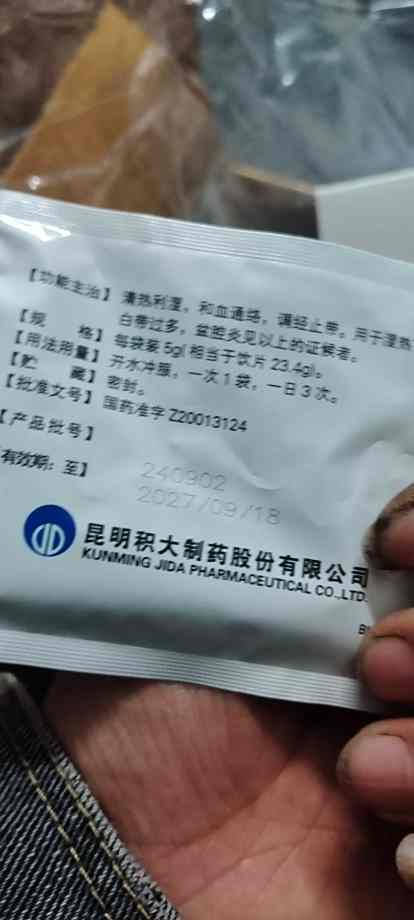 【功能主治】清热利湿，和血通络，调经止带。用于湿热
白带过多，盆腔炎见以上的证候者。
【规 格】每袋装5g(相当于饮片23.4g)。
【用法用量】开水冲服，一次1袋，一日3次。
【贮 藏】密封。
【批准文号】国药准字Z20013124
【产品批号】
240902
有效期：至】
2027/09/18
昆明积大制药股份有限公司
KUNMING JIDA PHARMACEUTICAL CO.,LTD.